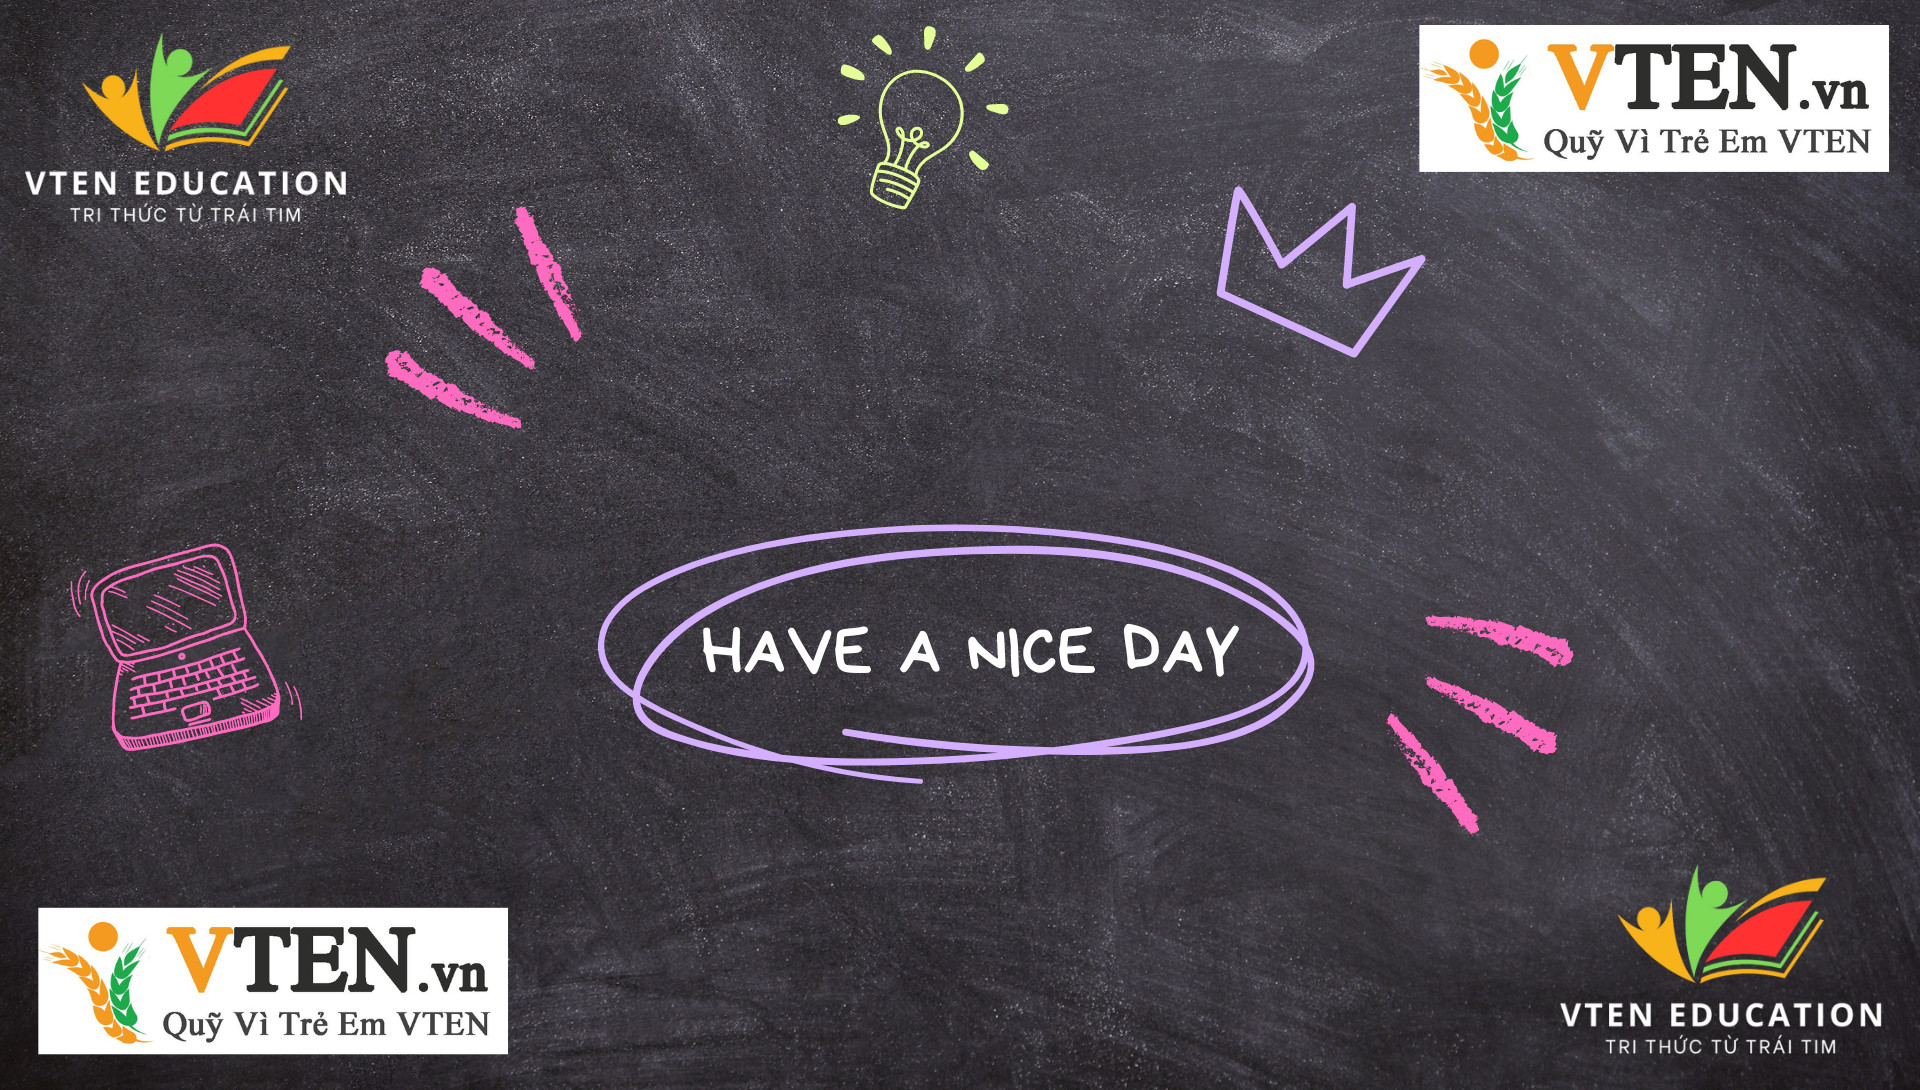 VTEN EDUCATION
TRI THỨC TỪ TRÁI TIM
VTEN.vn
Quỹ Vì Trẻ Em VTEN
HAVE A NICE DAY
VTEN.vn
Quỹ Vì Trẻ Em VTEN
VTEN EDUCATION
TRI THỨC TỪ TRÁI TIM